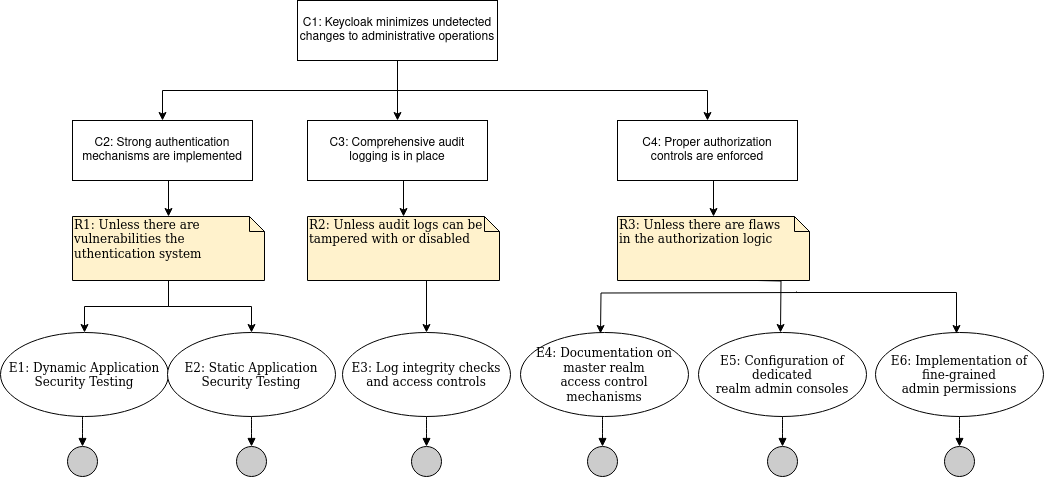 C1: Keycloak minimizes undetected
changes to administrative operations
C2: Strong authentication
mechanisms are implemented
C3: Comprehensive audit
logging is in place
C4: Proper authorization
controls are enforced
R1: Unless there are
vulnerabilities the
uthentication system
R2: Unless audit logs can be
tampered with or disabled
R3: Unless there are flaws
in the authorization logic
E1: Dynamic Application
Security Testing
E2: Static Application
Security Testing
E3: Log integrity checks
and access controls
E4: Documentation on
master realm
access control
mechanisms
E5: Configuration of
dedicated
realm admin consoles
E6: Implementation of
fine-grained
admin permissions